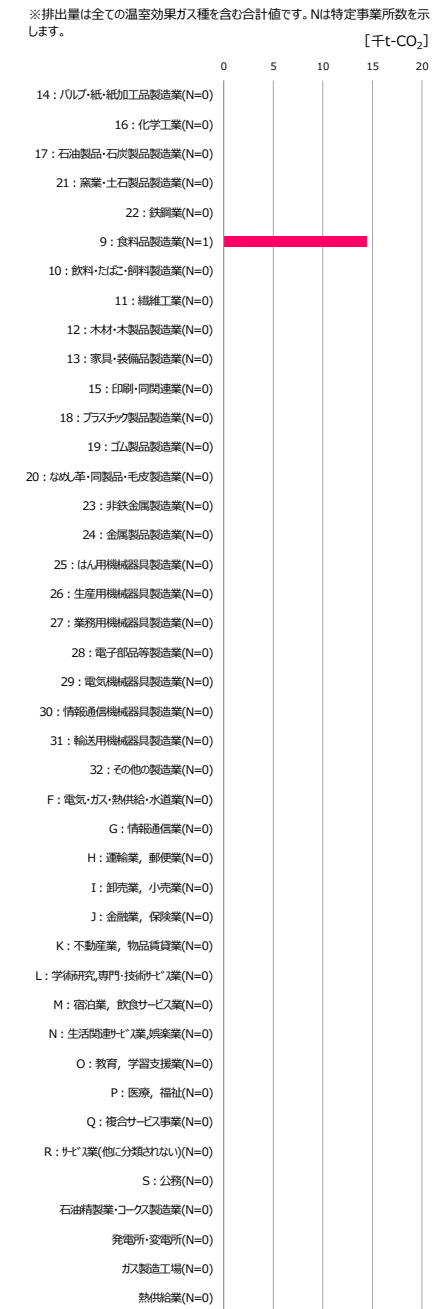 ※排出量は全ての温室効果ガス種を含む合計値です。Nは特定事業所数を示
します。
[千t-CO₂]
0 5 10 15 20
14：パルプ・紙・紙加工品製造業(N=0)
16：化学工業(N=0)
17：石油製品・石炭製品製造業(N=0)
21：窯業・土石製品製造業(N=0)
22：鉄鋼業(N=0)
9：食料品製造業(N=1)
10：飲料・たばこ・飼料製造業(N=0)
11：繊維工業(N=0)
12：木材・木製品製造業(N=0)
13：家具・装備品製造業(N=0)
15：印刷・同関連業(N=0)
18：プラスチック製品製造業(N=0)
19：ゴム製品製造業(N=0)
20：なめし革・同製品・毛皮製造業(N=0)
23：非鉄金属製造業(N=0)
24：金属製品製造業(N=0)
25：はん用機械器具製造業(N=0)
26：生産用機械器具製造業(N=0)
27：業務用機械器具製造業(N=0)
28：電子部品等製造業(N=0)
29：電気機械器具製造業(N=0)
30：情報通信機械器具製造業(N=0)
31：輸送用機械器具製造業(N=0)
32：その他の製造業(N=0)
F：電気・ガス・熱供給・水道業(N=0)
G：情報通信業(N=0)
H：運輸業，郵便業(N=0)
I：卸売業，小売業(N=0)
J：金融業，保険業(N=0)
K：不動産業，物品賃貸業(N=0)
L：学術研究,専門・技術ｻｰﾋﾞｽ業(N=0)
M：宿泊業，飲食サービス業(N=0)
N：生活関連ｻｰﾋﾞｽ業,娯楽業(N=0)
O：教育，学習支援業(N=0)
P：医療，福祉(N=0)
Q：複合サービス事業(N=0)
R：ｻｰﾋﾞｽ業(他に分類されない)(N=0)
S：公務(N=0)
石油精製業・コークス製造業(N=0)
発電所・変電所(N=0)
ガス製造工場(N=0)
熱供給業(N=0)